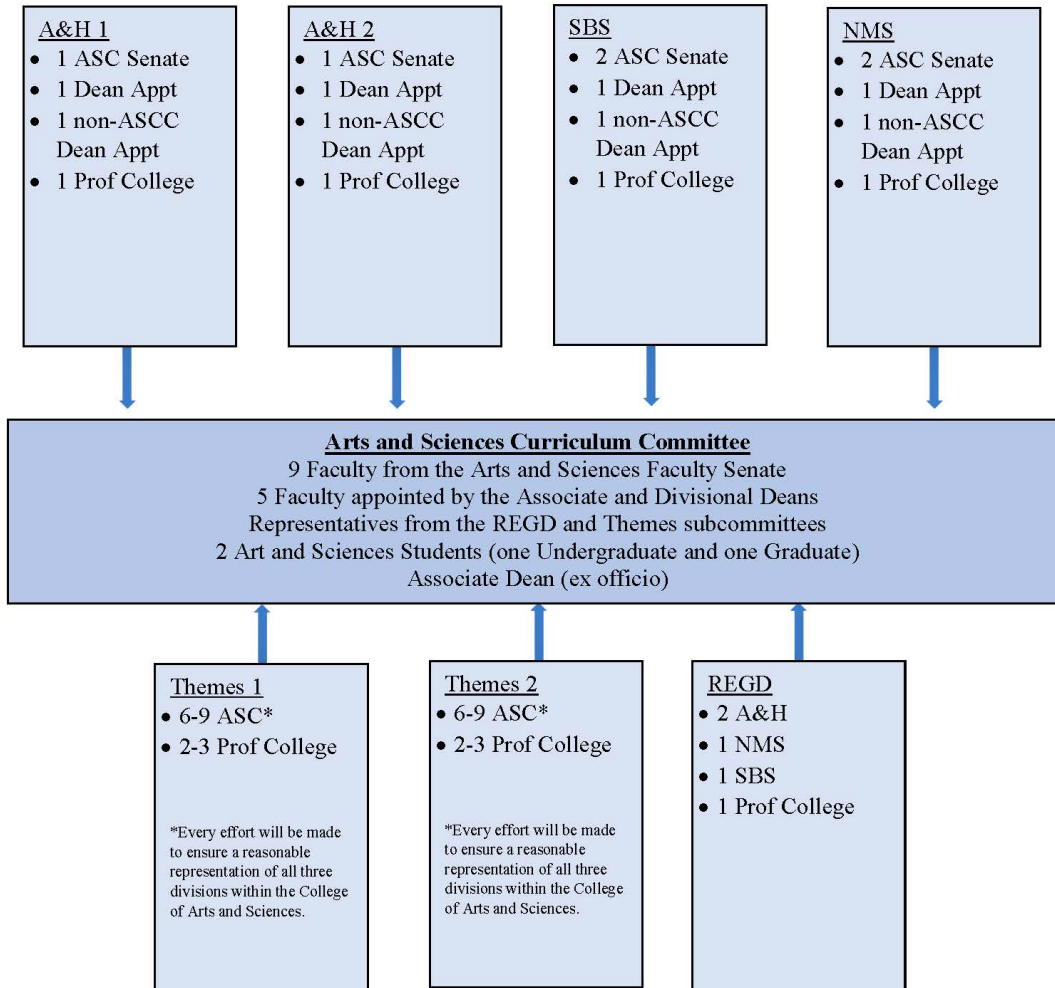 A&H 1
• 1 ASC Senate
• 1 Dean Appt
• 1 non-ASCC
Dean Appt
• 1 Prof College
A&H 2
• 1 ASC Senate
• 1 Dean Appt
• 1 non-ASCC
Dean Appt
• 1 Prof College
SBS
• 2 ASC Senate
• 1 Dean Appt
• 1 non-ASCC
Dean Appt
• 1 Prof College
NMS
• 2 ASC Senate
• 1 Dean Appt
• 1 non-ASCC
Dean Appt
• 1 Prof College
Arts and Sciences Curriculum Committee
9 Faculty from the Arts and Sciences Faculty Senate
5 Faculty appointed by the Associate and Divisional Deans
Representatives from the REGD and Themes subcommittees
2 Art and Sciences Students (one Undergraduate and one Graduate)
Associate Dean (ex officio)
Themes 1
• 6-9 ASC*
• 2-3 Prof College
*Every effort will be made
to ensure a reasonable
representation of all three
divisions within the College
of Arts and Sciences.
Themes 2
• 6-9 ASC*
• 2-3 Prof College
*Every effort will be made
to ensure a reasonable
representation of all three
divisions within the College
of Arts and Sciences.
REGD
• 2 A&H
• 1 NMS
• 1 SBS
• 1 Prof College